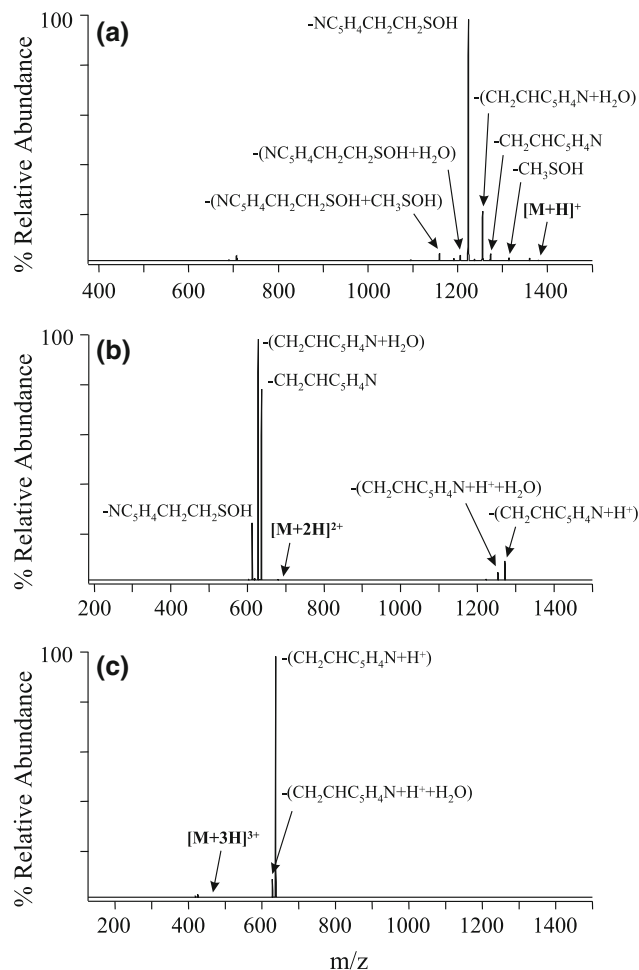 (a)
% Relative Abundance
100
-NC₅H₄CH₂CH₂SOH
-(CH₂CHC₅H₄N+H₂O)
-CH₂CHC₅H₄N
-(NC₅H₄CH₂CH₂SOH+H₂O)
-CH₃SOH
-(NC₅H₄CH₂CH₂SOH+CH₃SOH)
[M+H]⁺
400 600 800 1000 1200 1400
(b)
% Relative Abundance
100
-(CH₂CHC₅H₄N+H₂O)
-CH₂CHC₅H₄N
-(CH₂CHC₅H₄N+H⁺+H₂O)
-NC₅H₄CH₂CH₂SOH
[M+2H]²⁺
-(CH₂CHC₅H₄N+H⁺)
200 400 600 800 1000 1200 1400
(c)
% Relative Abundance
100
-(CH₂CHC₅H₄N+H⁺)
-(CH₂CHC₅H₄N+H⁺+H₂O)
[M+3H]³⁺
200 400 600 800 1000 1200 1400
m/z